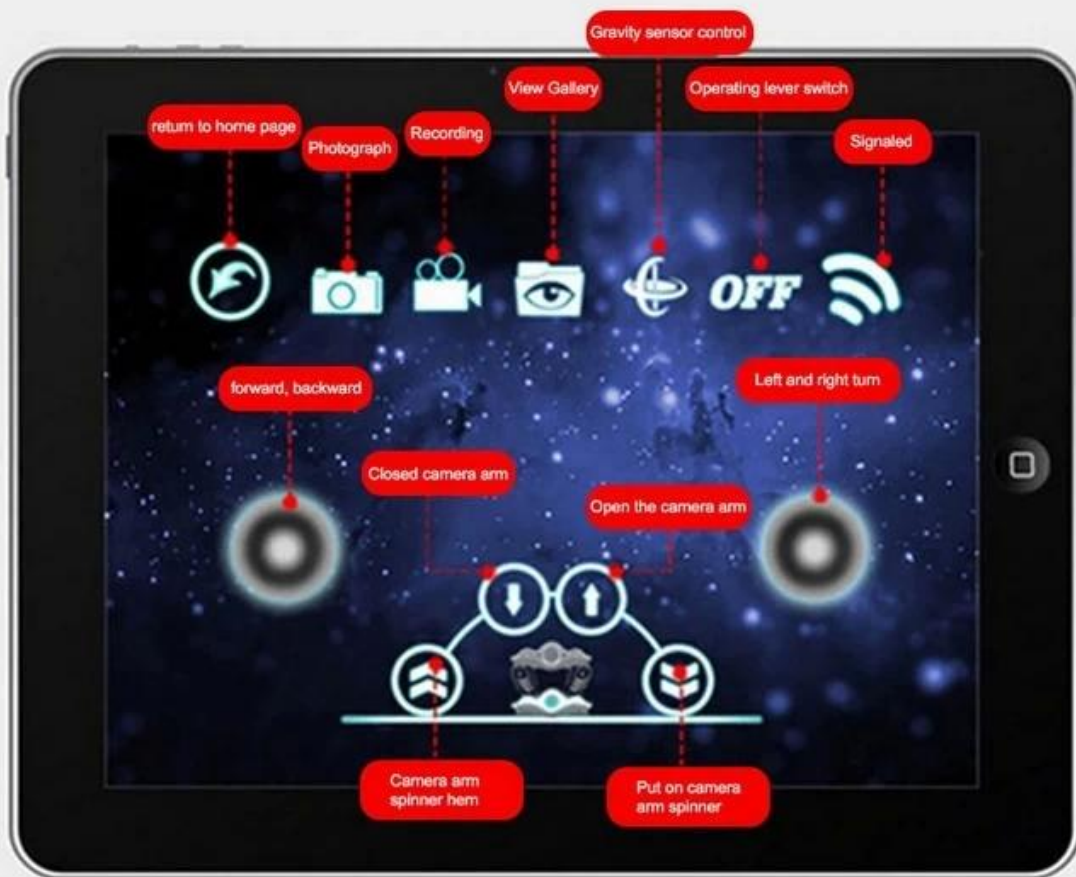 Gravity sensor control
View Gallery
Operating lever switch
return to home page
Photograph
Recording
Signaled
OFF
forward, backward
Left and right turn
Closed camera arm
Open the camera arm
Camera arm
spinner hem
Put on camera
arm spinner